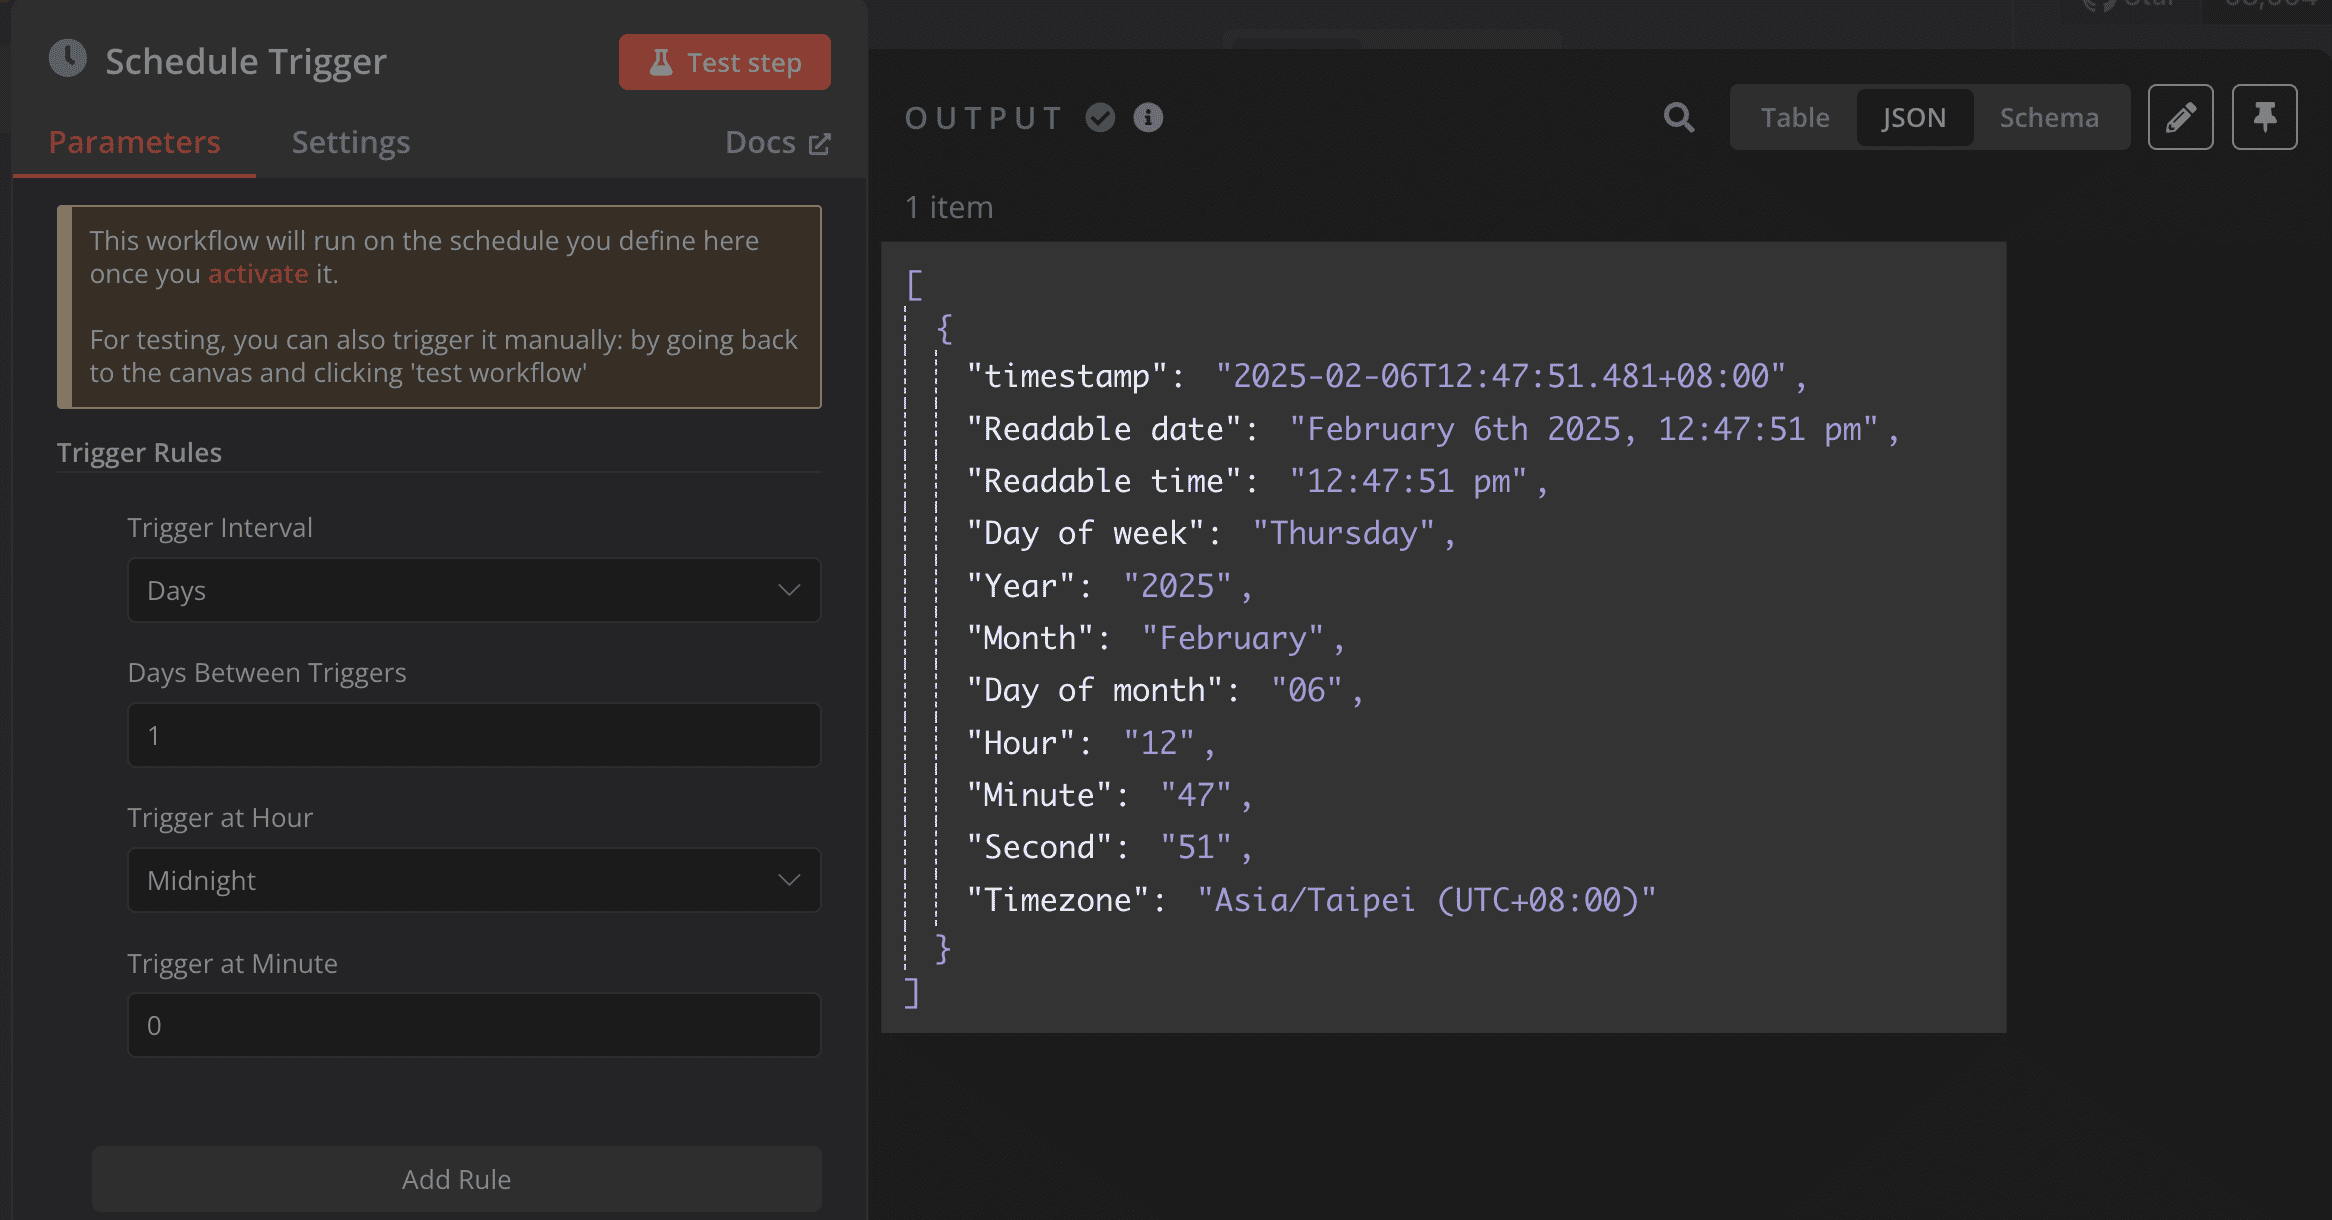 Schedule Trigger
Test step
Parameters
Settings
Docs
This workflow will run on the schedule you define here
once you activate it.
For testing, you can also trigger it manually: by going back
to the canvas and clicking 'test workflow'
Trigger Rules
Trigger Interval
Days
Days Between Triggers
1
Trigger at Hour
Midnight
Trigger at Minute
0
Add Rule
OUTPUT
Table
JSON
Schema
1 item
[
{
"timestamp": "2025-02-06T12:47:51.481+08:00",
"Readable date": "February 6th 2025, 12:47:51 pm",
"Readable time": "12:47:51 pm",
"Day of week": "Thursday",
"Year": "2025",
"Month": "February",
"Day of month": "06",
"Hour": "12",
"Minute": "47",
"Second": "51",
"Timezone": "Asia/Taipei (UTC+08:00)"
}
]